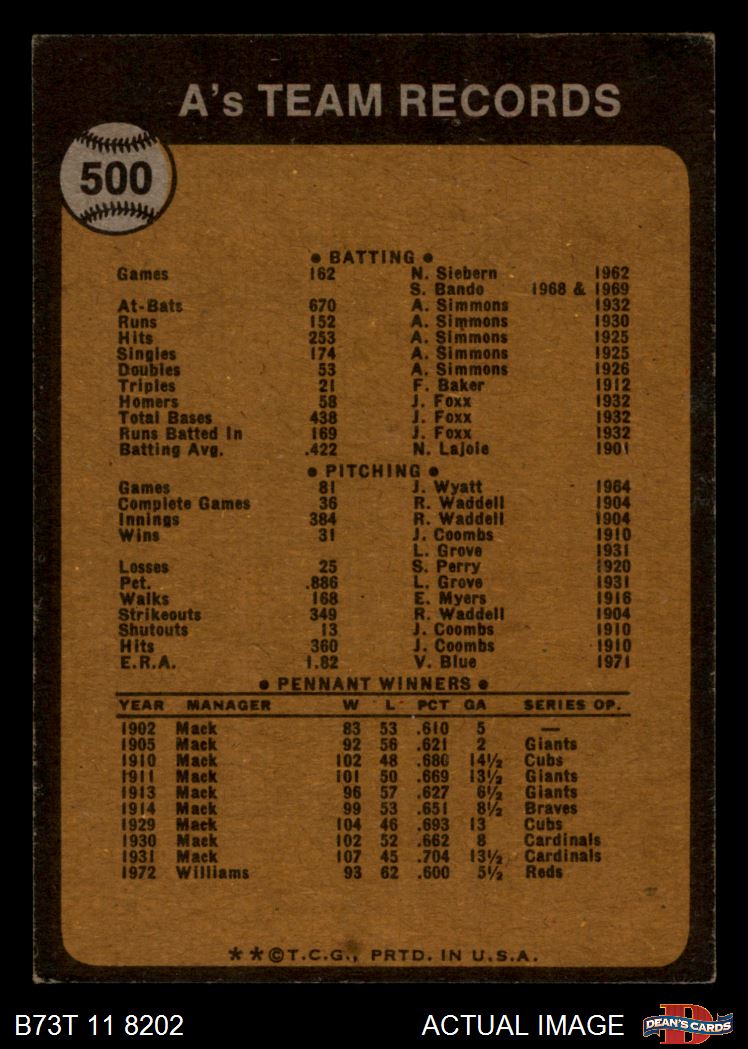 A's TEAM RECORDS
500
● BATTING ●
Games 162 N. Siebern 1962
S. Bando 1968 & 1969
At-Bats 670 A. Simmons 1932
Runs 152 A. Simmons 1930
Hits 253 A. Simmons 1925
Singles 174 A. Simmons 1925
Doubles 53 A. Simmons 1926
Triples 21 F. Baker 1912
Homers 58 J. Foxx 1932
Total Bases 438 J. Foxx 1932
Runs Batted In 169 J. Foxx 1932
Batting Avg. .422 N. Lajoie 1901
● PITCHING ●
Games 81 J. Wyatt 1964
Complete Games 36 R. Waddell 1904
Innings 384 R. Waddell 1904
Wins 31 J. Coombs 1910
L. Grove 1931
Losses 25 S. Perry 1920
Pct. .886 L. Grove 1931
Walks 168 E. Myers 1916
Strikeouts 349 R. Waddell 1904
Shutouts 13 J. Coombs 1910
Hits 360 J. Coombs 1910
E.R.A. 1.82 V. Blue 1971
● PENNANT WINNERS ●
YEAR MANAGER W L PCT GA SERIES OP.
1902 Mack 83 53 .610 5 —
1905 Mack 92 56 .621 2 Giants
1910 Mack 102 48 .680 14½ Cubs
1911 Mack 101 50 .669 13½ Giants
1913 Mack 96 57 .627 6½ Giants
1914 Mack 99 53 .651 8½ Braves
1929 Mack 104 46 .693 13 Cubs
1930 Mack 102 52 .662 8 Cardinals
1931 Mack 107 45 .704 13½ Cardinals
1972 Williams 93 62 .600 5½ Reds
**©T.C.G., PRTD. IN U.S.A.
B73T 11 8202 ACTUAL IMAGE D DEAN'S CARDS